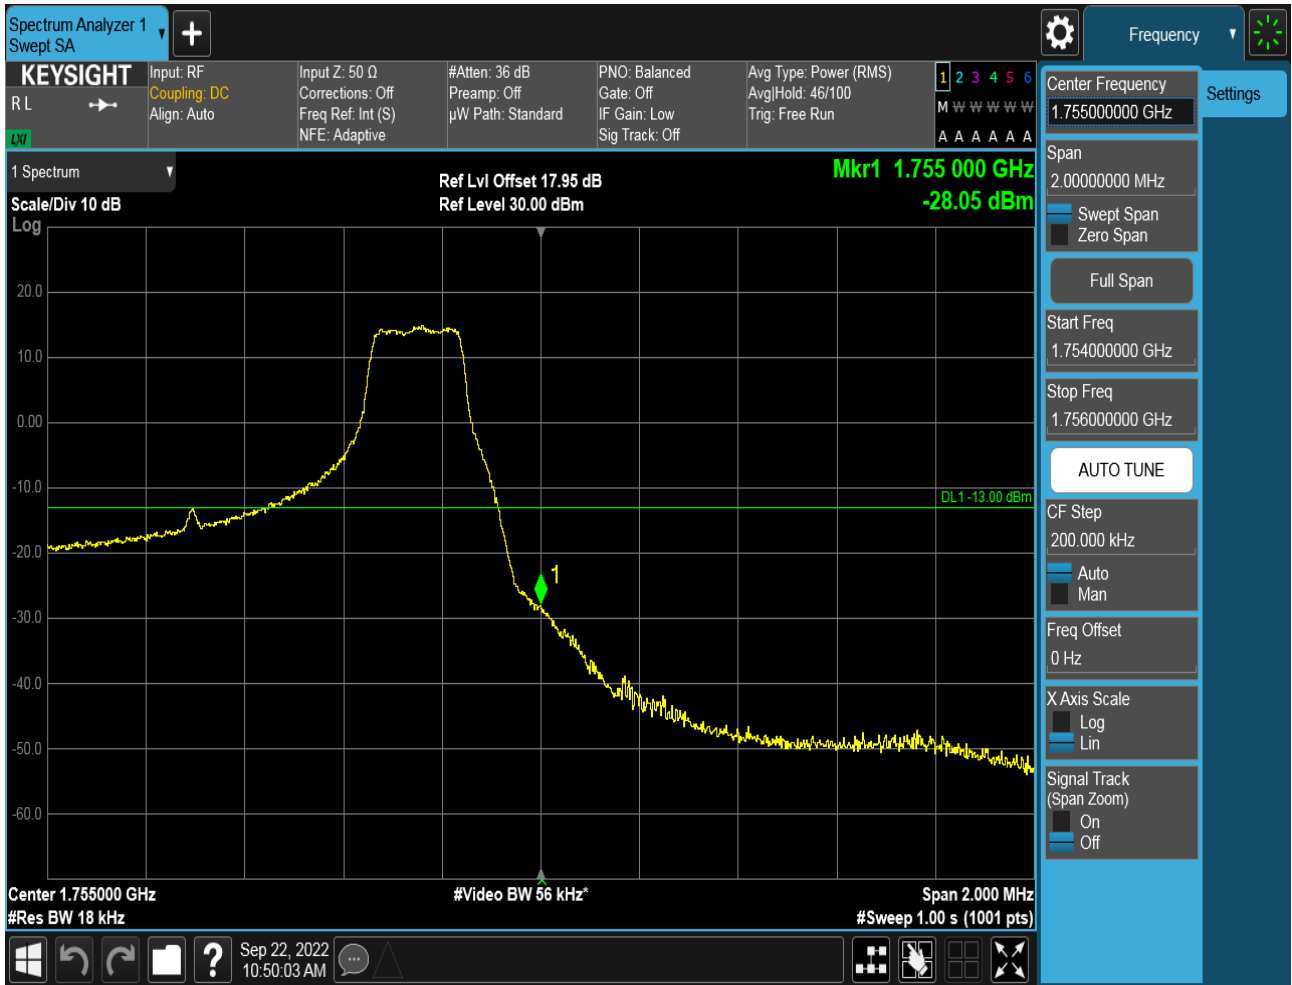 Spectrum Analyzer 1
Swept SA
Frequency
KEYSIGHT
R L
LXI
Input: RF
Coupling: DC
Align: Auto
Input Z: 50 Ω
Corrections: Off
Freq Ref: Int (S)
NFE: Adaptive
#Atten: 36 dB
Preamp: Off
µW Path: Standard
PNO: Balanced
Gate: Off
IF Gain: Low
Sig Track: Off
Avg Type: Power (RMS)
Avg|Hold: 46/100
Trig: Free Run
1 2 3 4 5 6
M W W W W W
A A A A A A
1 Spectrum
Scale/Div 10 dB
Log
Ref Lvl Offset 17.95 dB
Ref Level 30.00 dBm
Mkr1 1.755 000 GHz
-28.05 dBm
20.0
10.0
0.00
-10.0
-20.0
-30.0
-40.0
-50.0
-60.0
DL1 -13.00 dBm
1
Center 1.755000 GHz
#Res BW 18 kHz
#Video BW 56 kHz*
Span 2.000 MHz
#Sweep 1.00 s (1001 pts)
Center Frequency
1.755000000 GHz
Settings
Span
2.00000000 MHz
Swept Span
Zero Span
Full Span
Start Freq
1.754000000 GHz
Stop Freq
1.756000000 GHz
AUTO TUNE
CF Step
200.000 kHz
Auto
Man
Freq Offset
0 Hz
X Axis Scale
Log
Lin
Signal Track
(Span Zoom)
On
Off
Sep 22, 2022
10:50:03 AM